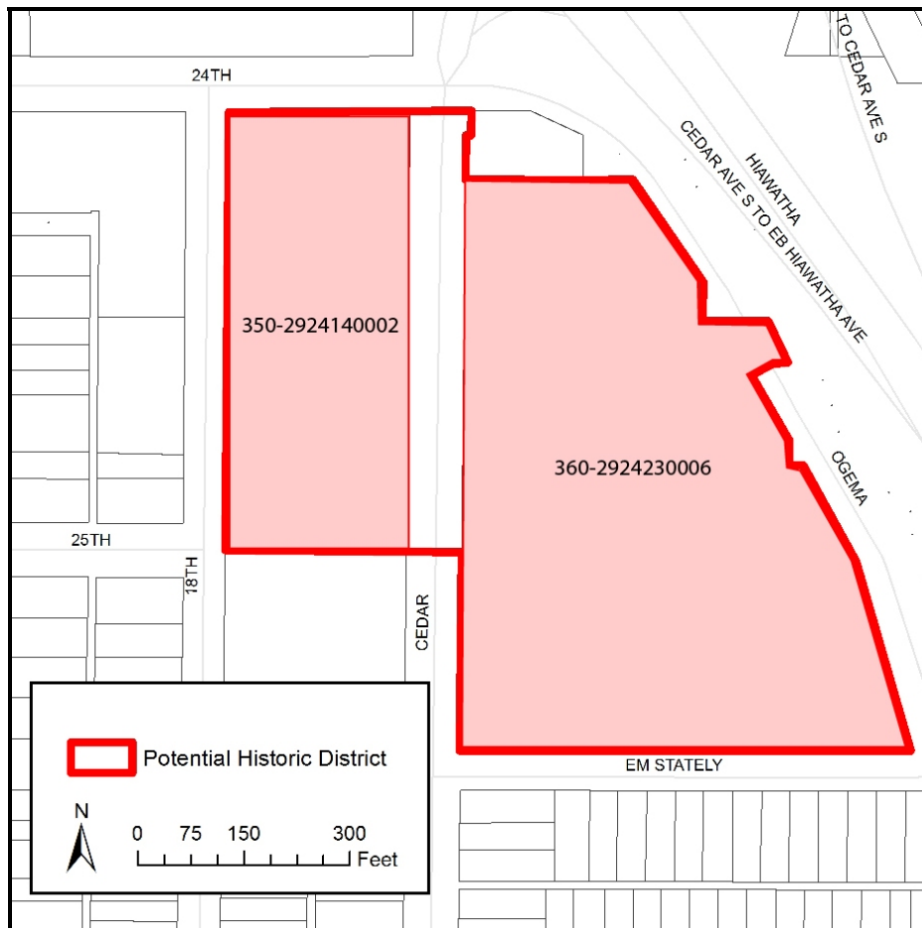 24TH
TO CEDAR AVE S
HIAWATHA
CEDAR AVE S TO EB HIAWATHA AVE
350-2924140002
360-2924230006
OGEMA
25TH
18TH
CEDAR
EM STATELY
Potential Historic District
N
0 75 150 300
Feet